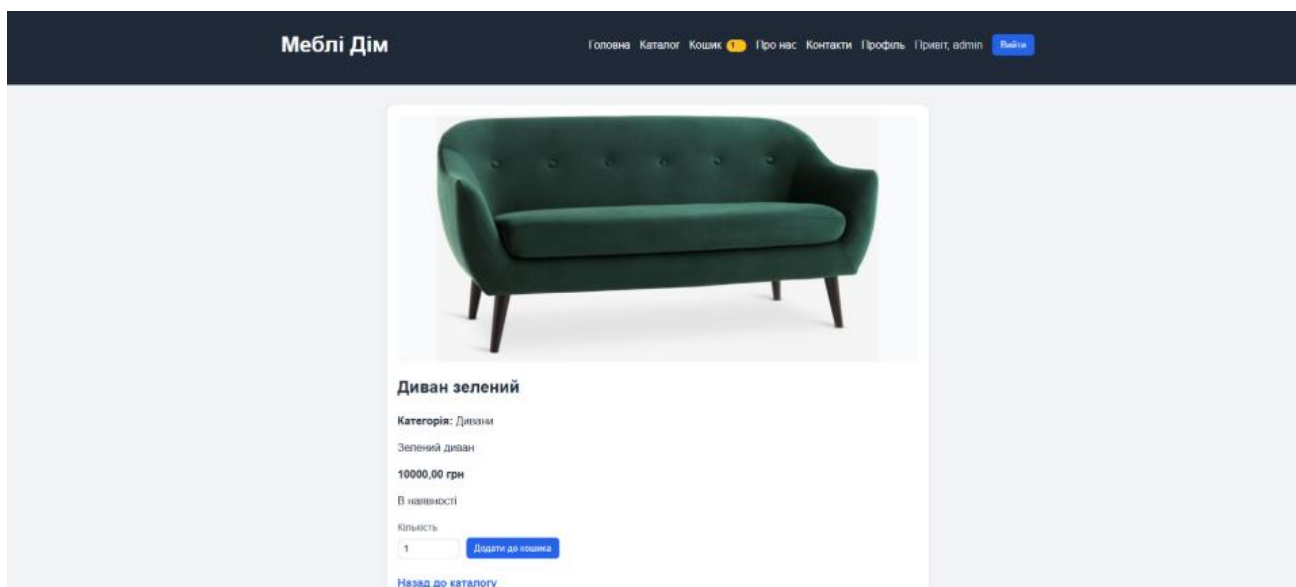 Меблі Дім
Головна Каталог Кошик 1 Про нас Контакти Профіль Привіт, admin Вийти
Диван зелений
Категорія: Дивани
Зелений диван
10000,00 грн
В наявності
Кількість
1 Додати до кошика
Назад до каталогу